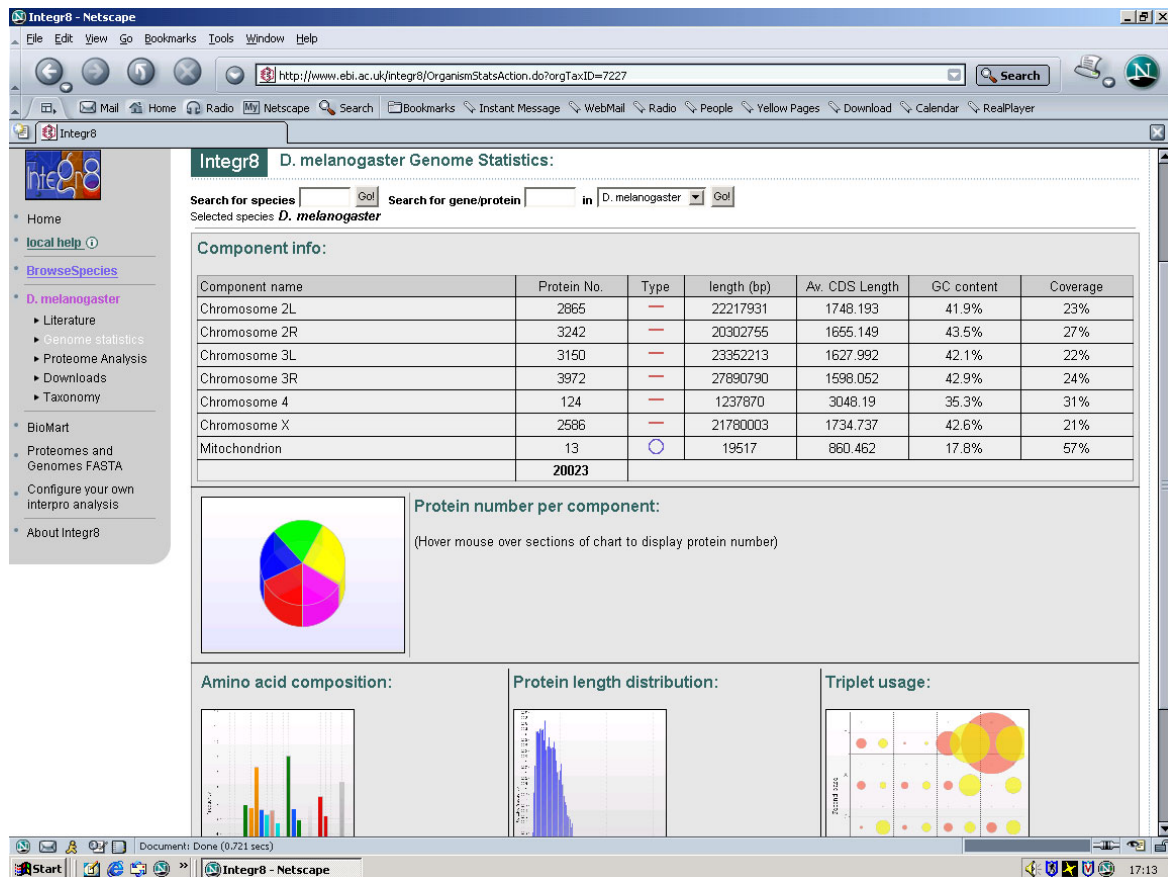 Integr8 - Netscape
File Edit View Go Bookmarks Tools Window Help
http://www.ebi.ac.uk/integr8/OrganismStatsAction.do?orgTaxID=7227 Search
Mail Home Radio My Netscape Search Bookmarks Instant Message WebMail Radio People Yellow Pages Download Calendar RealPlayer
Integr8
Integr8
Home
local help
BrowseSpecies
D. melanogaster
Literature
Genome statistics
Proteome Analysis
Downloads
Taxonomy
BioMart
Proteomes and
Genomes FASTA
Configure your own
interpro analysis
About Integr8
Integr8 D. melanogaster Genome Statistics:
Search for species Go! Search for gene/protein in D. melanogaster Go!
Selected species D. melanogaster
Component info:
Component name Protein No. Type length (bp) Av. CDS Length GC content Coverage
Chromosome 2L 2865 22217931 1748.193 41.9% 23%
Chromosome 2R 3242 20302755 1655.149 43.5% 27%
Chromosome 3L 3150 23352213 1627.992 42.1% 22%
Chromosome 3R 3972 27890790 1598.052 42.9% 24%
Chromosome 4 124 1237870 3048.19 35.3% 31%
Chromosome X 2586 21780003 1734.737 42.6% 21%
Mitochondrion 13 19517 860.462 17.8% 57%
20023
Protein number per component:
(Hover mouse over sections of chart to display protein number)
Amino acid composition:
Protein length distribution:
Triplet usage:
Second base
Document: Done (0.721 secs)
Start » Integr8 - Netscape 17:13